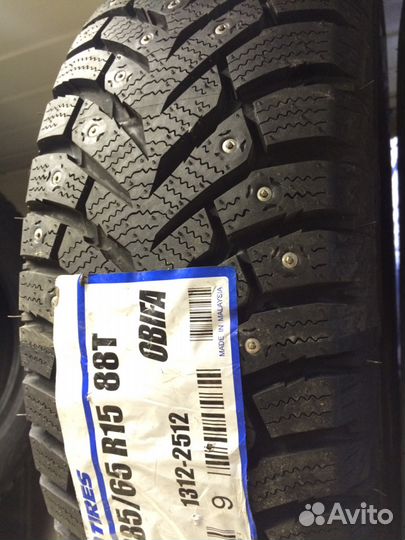 TIRES
85/65 R15 88T
OBIFA
1312-2512
MADE IN MALAYSIA
9
Avito